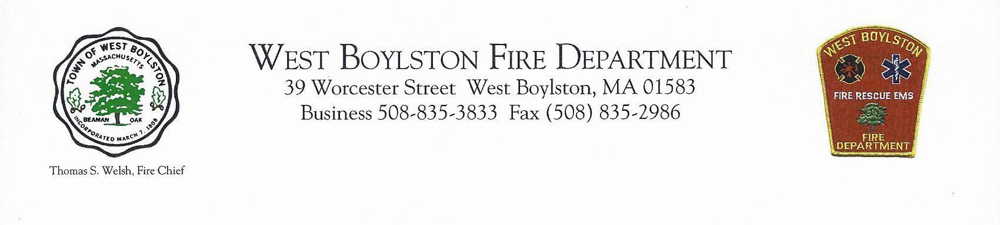 TOWN OF WEST BOYLSTON
MASSACHUSETTS
BEAMAN OAK
INCORPORATED MARCH 7, 1808
Thomas S. Welsh, Fire Chief
WEST BOYLSTON FIRE DEPARTMENT
39 Worcester Street West Boylston, MA 01583
Business 508-835-3833 Fax (508) 835-2986
WEST BOYLSTON
FIRE RESCUE EMS
FIRE
DEPARTMENT